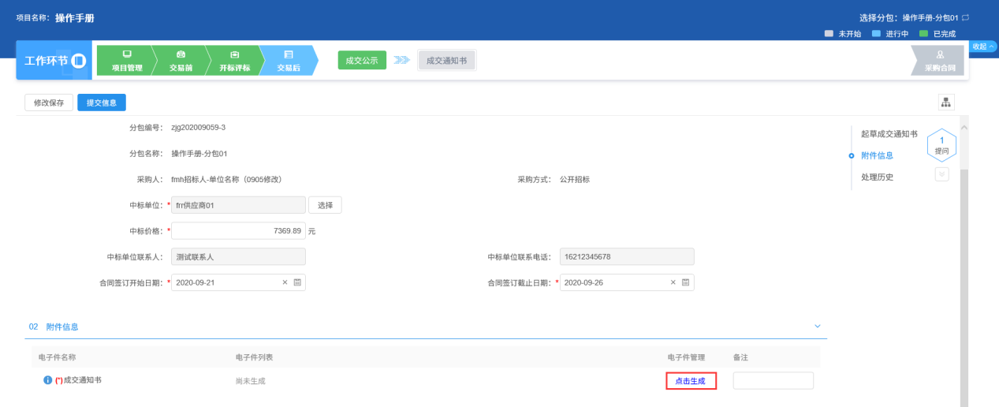 项目名称: 操作手册
选择分包: 操作手册-分包01
未开始 进行中 已完成
收起
工作环节
项目管理 交易前 开标评标 交易后 成交公示 成交通知书 采购合同
修改保存 提交信息
分包编号: zjg202009059-3
分包名称: 操作手册-分包01
采购人: fmh招标人-单位名称（0905修改） 采购方式: 公开招标
中标单位: * frr供应商01 选择
中标价格: * 7369.89 元
中标单位联系人: 测试联系人 中标单位联系电话: 16212345678
合同签订开始日期: * 2020-09-21 合同签订截止日期: * 2020-09-26
起草成交通知书
附件信息
处理历史
1
提问
02 附件信息
电子件名称 电子件列表 电子件管理 备注
(*)成交通知书 尚未生成 点击生成